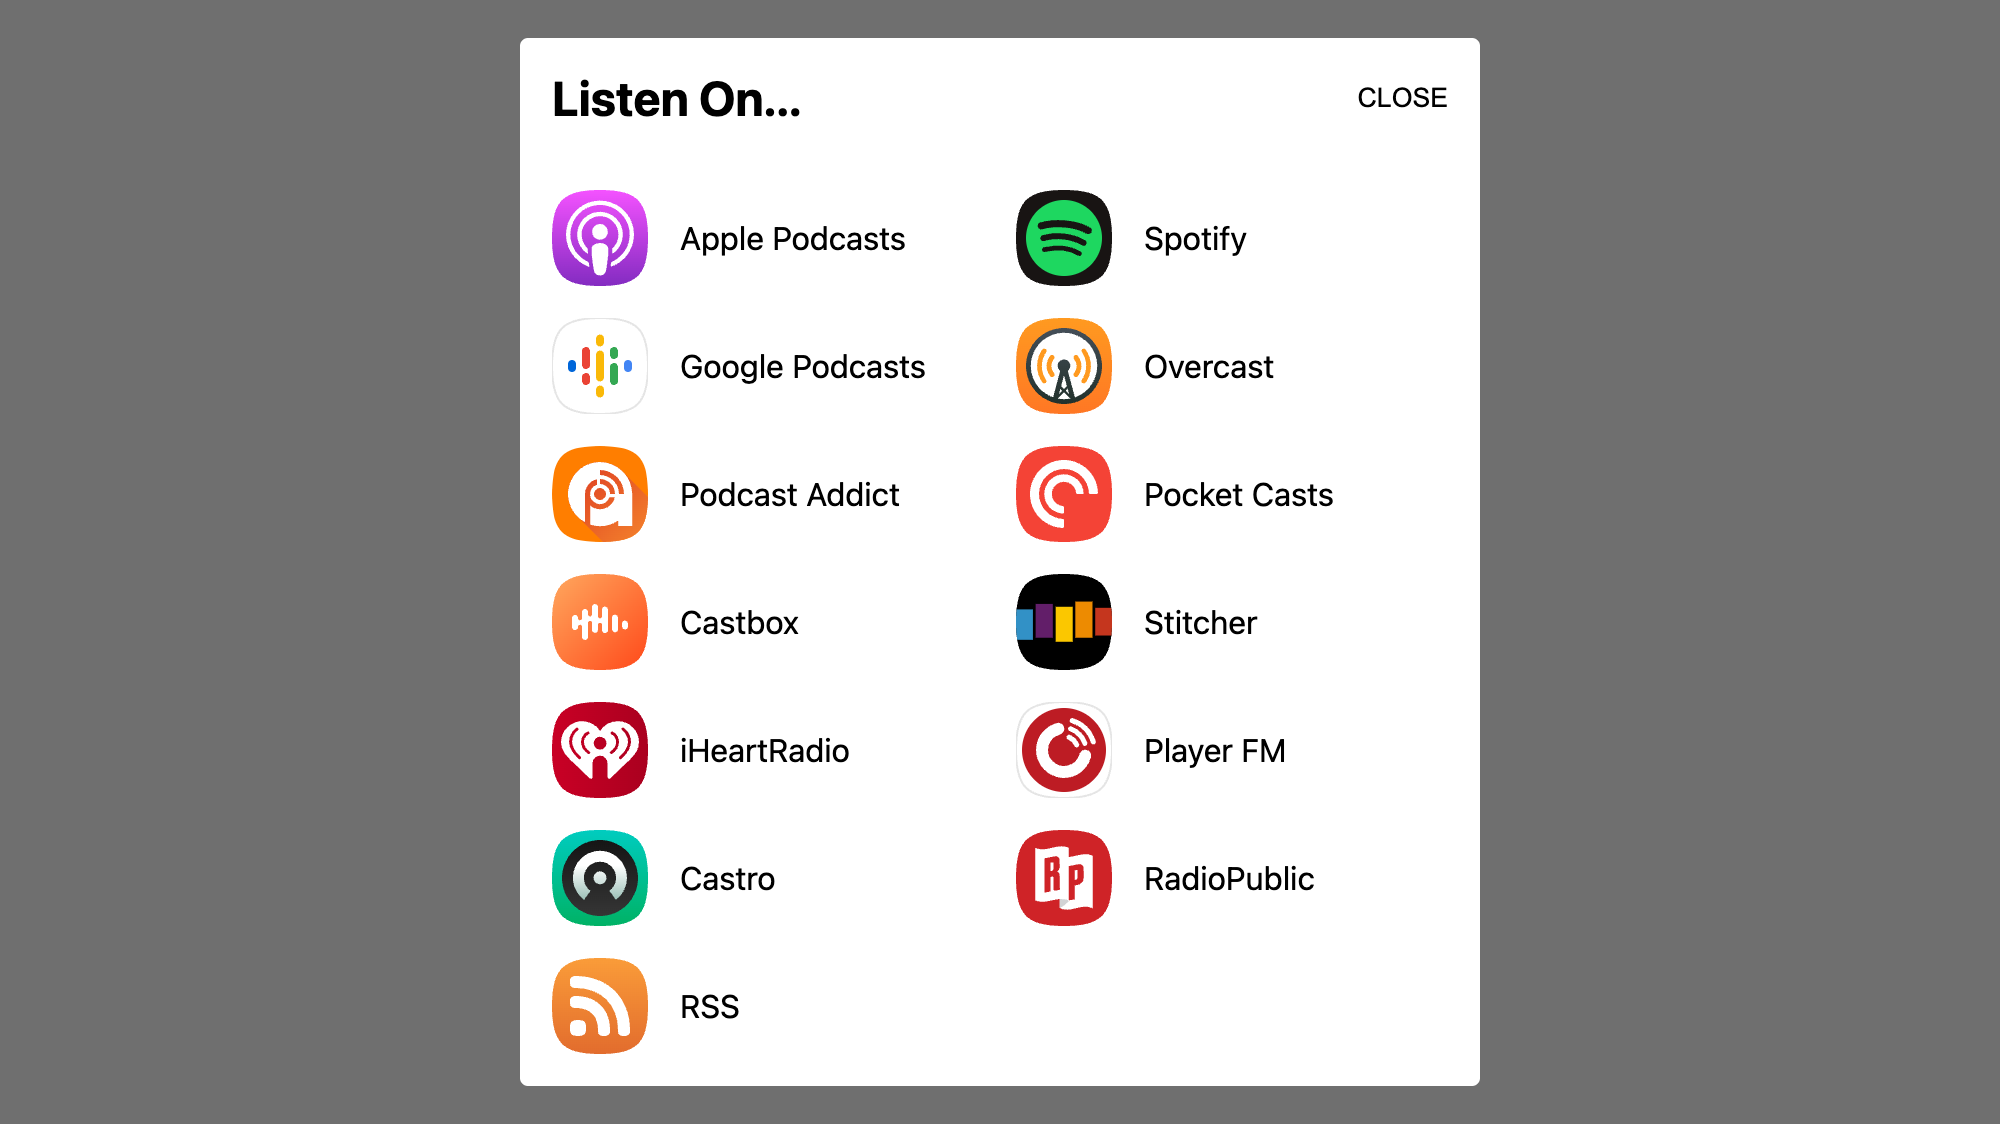 Listen On...
CLOSE
Apple Podcasts
Spotify
Google Podcasts
Overcast
Podcast Addict
Pocket Casts
Castbox
Stitcher
iHeartRadio
Player FM
Castro
RP
RadioPublic
RSS